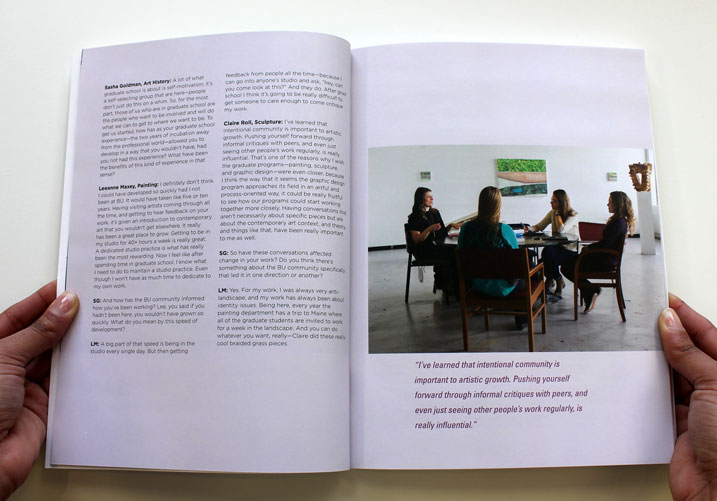 Sasha Goldman, Art History: A lot of what
graduate school is about is self-motivation: it's
a self-selecting group that are here—people
don't just do this on a whim. So, for the most
part, those of us who are in graduate school are
the people who want to be involved and will do
what we can to get to where we want to be. To
get us started, how has as your graduate school
experience—the two years of incubation away
from the professional world—allowed you to
develop in a way that you wouldn't have, had
you not had this experience? What have been
the benefits of this kind of experience in that
sense?
Leeanne Maxey, Painting: I definitely don't think
I could have developed so quickly had I not
been at BU. It would have taken like five or ten
years. Having visiting artists coming through all
the time, and getting to hear feedback on your
work, it's given an introduction to contemporary
art that you wouldn't get elsewhere. It really
has been a great place to grow. Getting to be in
my studio for 40+ hours a week is really great.
A dedicated studio practice is what has really
been the most rewarding. Now I feel like after
spending time in graduate school, I know what
I need to do to maintain a studio practice. Even
though I won't have as much time to dedicate to
my own work.
SG: And how has the BU community informed
how you've been working? Lee, you said if you
hadn't been here, you wouldn't have grown so
quickly. What do you mean by this speed of
development?
LM: A big part of that speed is being in the
studio every single day. But then getting
feedback from people all the time—because I
can go into anyone's studio and ask, "hey, can
you come look at this?" And they do. After grad
school I think it's going to be really difficult to
get someone to care enough to come critique
my work.
Claire Roll, Sculpture: I've learned that
intentional community is important to artistic
growth. Pushing yourself forward through
informal critiques with peers, and even just
seeing other people's work regularly, is really
influential. That's one of the reasons why I wish
the graduate programs—painting, sculpture,
and graphic design—were even closer, because
I think the way that it seems the graphic design
program approaches its field in an artful and
process-oriented way, it could be really fruitful
to see how our programs could start working
together more closely. Having conversations that
aren't necessarily about specific pieces but as
about the contemporary art context, and theory
and things like that, have been really important
to me as well.
SG: So have these conversations affected
change in your work? Do you think there's
something about the BU community specifically
that led it in one direction or another?
LM: Yes. For my work, I was always very anti-
landscape, and my work has always been about
identity issues. Being here, every year the
painting department has a trip to Maine where
all of the graduate students are invited to work
for a week in the landscape. And you can do
whatever you want, really—Claire did these really
cool braided grass pieces
"I've learned that intentional community is
important to artistic growth. Pushing yourself
forward through informal critiques with peers, and
even just seeing other people's work regularly, is
really influential."